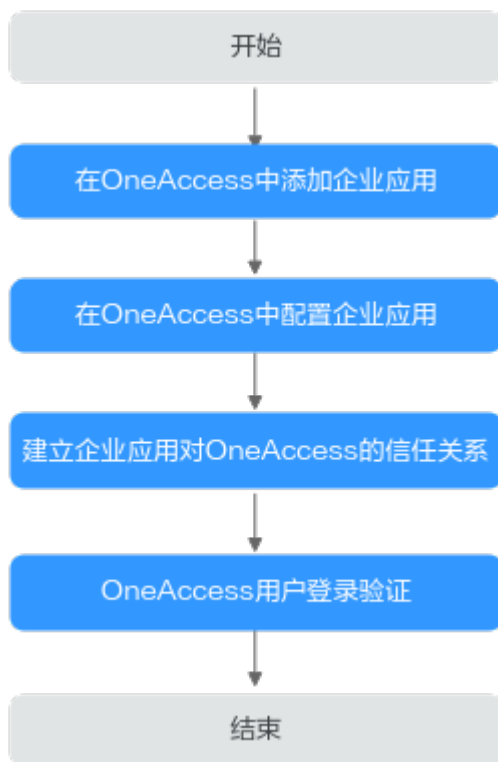 开始
在OneAccess中添加企业应用
在OneAccess中配置企业应用
建立企业应用对OneAccess的信任关系
OneAccess用户登录验证
结束